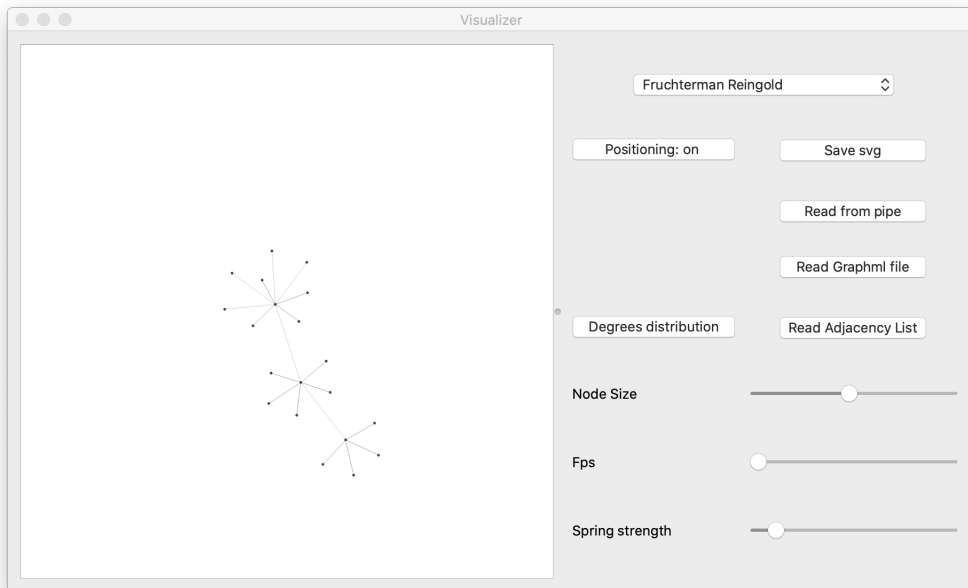 Visualizer
Fruchterman Reingold
Positioning: on
Save svg
Read from pipe
Read Graphml file
Degrees distribution
Read Adjacency List
Node Size
Fps
Spring strength